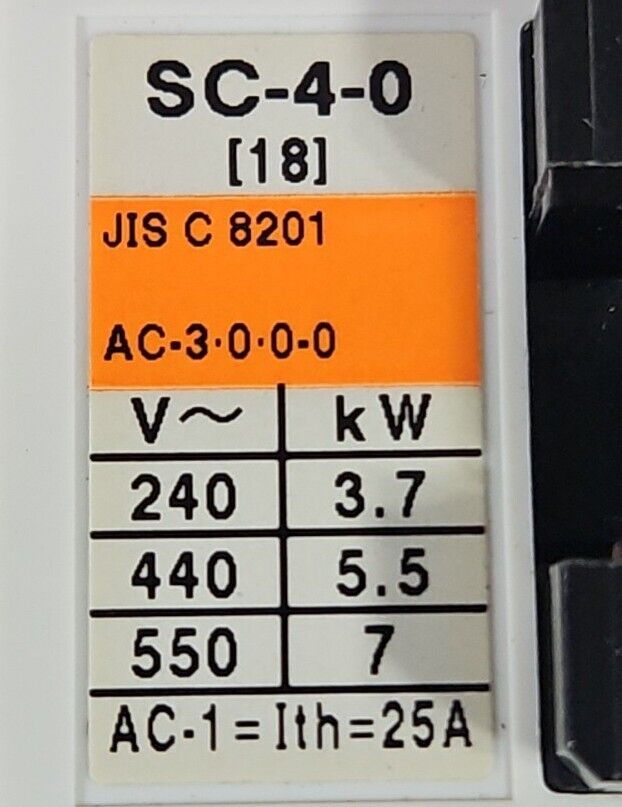 SC-4-0
[18]
JIS C 8201
AC-3·0·0-0
V～ kW
240 3.7
440 5.5
550 7
AC-1=Ith=25A